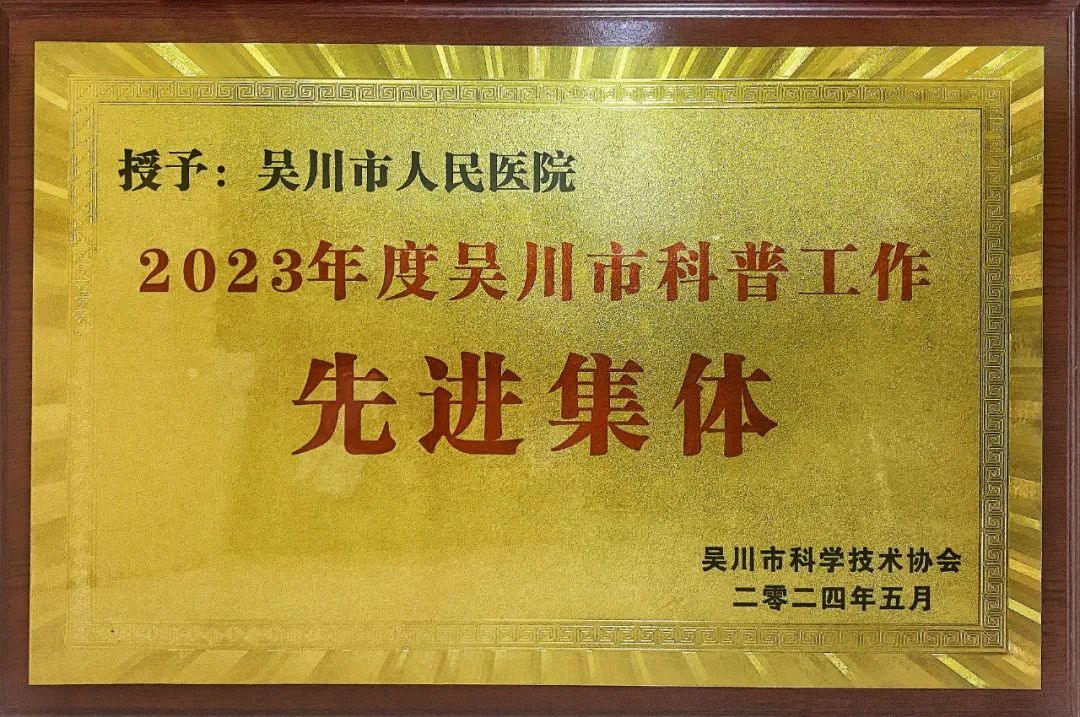 授予：吴川市人民医院
2023年度吴川市科普工作
先进集体
吴川市科学技术协会
二零二四年五月